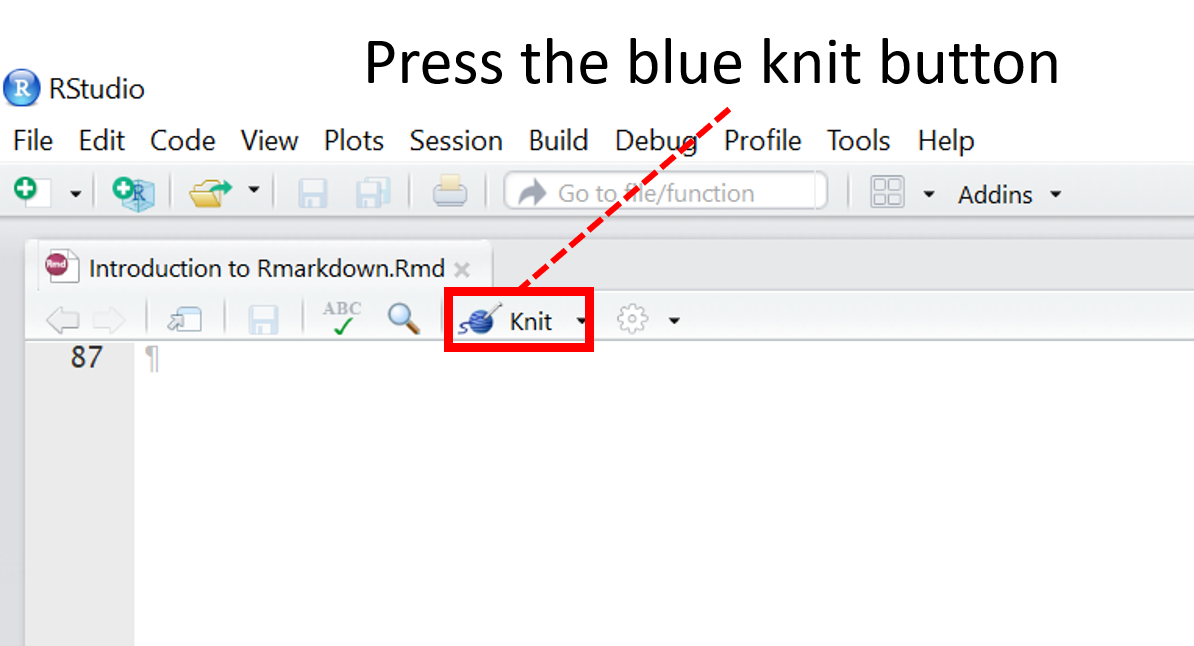 Press the blue knit button
R RStudio
File Edit Code View Plots Session Build Debug Profile Tools Help
R Go to file/function Addins
Rmd Introduction to Rmarkdown.Rmd
ABC Knit
87 ¶